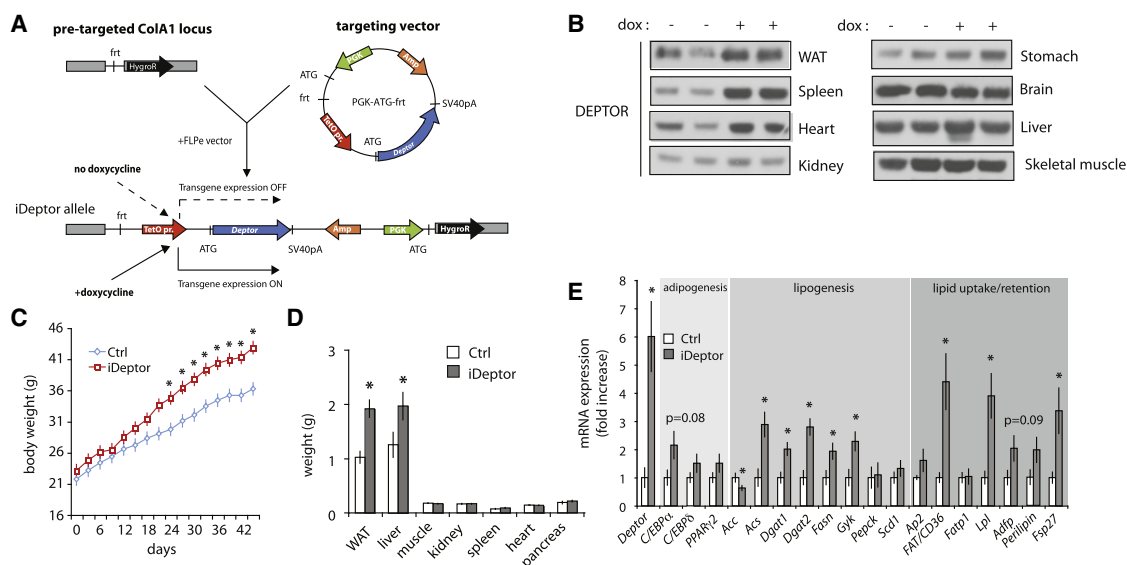 A
pre-targeted ColA1 locus
targeting vector
frt
HygroR
PGK
Amp
ATG
frt
PGK-ATG-frt
SV40pA
TetO pr.
ATG
Deptor
+FLPe vector
no doxycycline
Transgene expression OFF
iDeptor allele
frt
TetO pr.
Deptor
Amp
PGK
HygroR
ATG
SV40pA
ATG
+doxycycline
Transgene expression ON
B
dox : - - + +
dox : - - + +
DEPTOR
WAT
Spleen
Heart
Kidney
Stomach
Brain
Liver
Skeletal muscle
C
body weight (g)
46
41
36
31
26
21
16
Ctrl
iDeptor
* * * * * * * *
0 6 12 18 24 30 36 42
days
D
weight (g)
3
2
1
0
Ctrl
iDeptor
* *
WAT
liver
muscle
kidney
spleen
heart
pancreas
E
mRNA expression
(fold increase)
8
7
6
5
4
3
2
1
0
adipogenesis
lipogenesis
lipid uptake/retention
Ctrl
iDeptor
p=0.08
p=0.09
* * * * * * * * * *
Deptor
C/EBPα
C/EBPδ
PPARγ2
Acc
Acs
Dgat1
Dgat2
Fasn
Gyk
Pepck
Scd1
Ap2
FAT/CD36
Fatp1
Lpl
Adfp
Perilipin
Fsp27